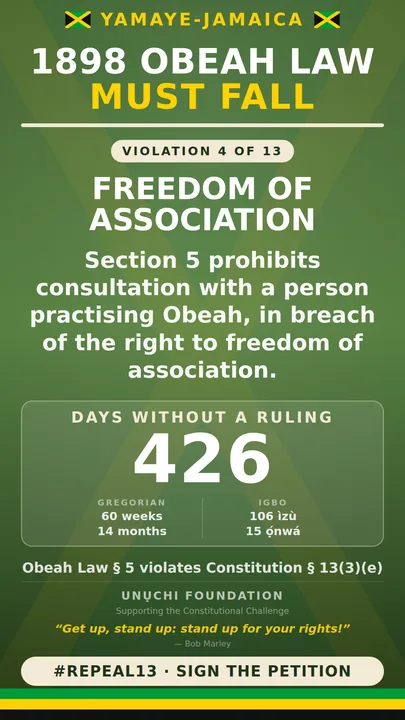 YAMAYE-JAMAICA
1898 OBEAH LAW
MUST FALL
VIOLATION 4 OF 13
FREEDOM OF
ASSOCIATION
Section 5 prohibits
consultation with a person
practising Obeah, in breach
of the right to freedom of
association.
DAYS WITHOUT A RULING
426
GREGORIAN
60 weeks
14 months
IGBO
106 ìzù
15 ọ́nwá
Obeah Law § 5 violates Constitution § 13(3)(e)
UNỤCHI FOUNDATION
Supporting the Constitutional Challenge
“Get up, stand up: stand up for your rights!”
— Bob Marley
#REPEAL13 · SIGN THE PETITION